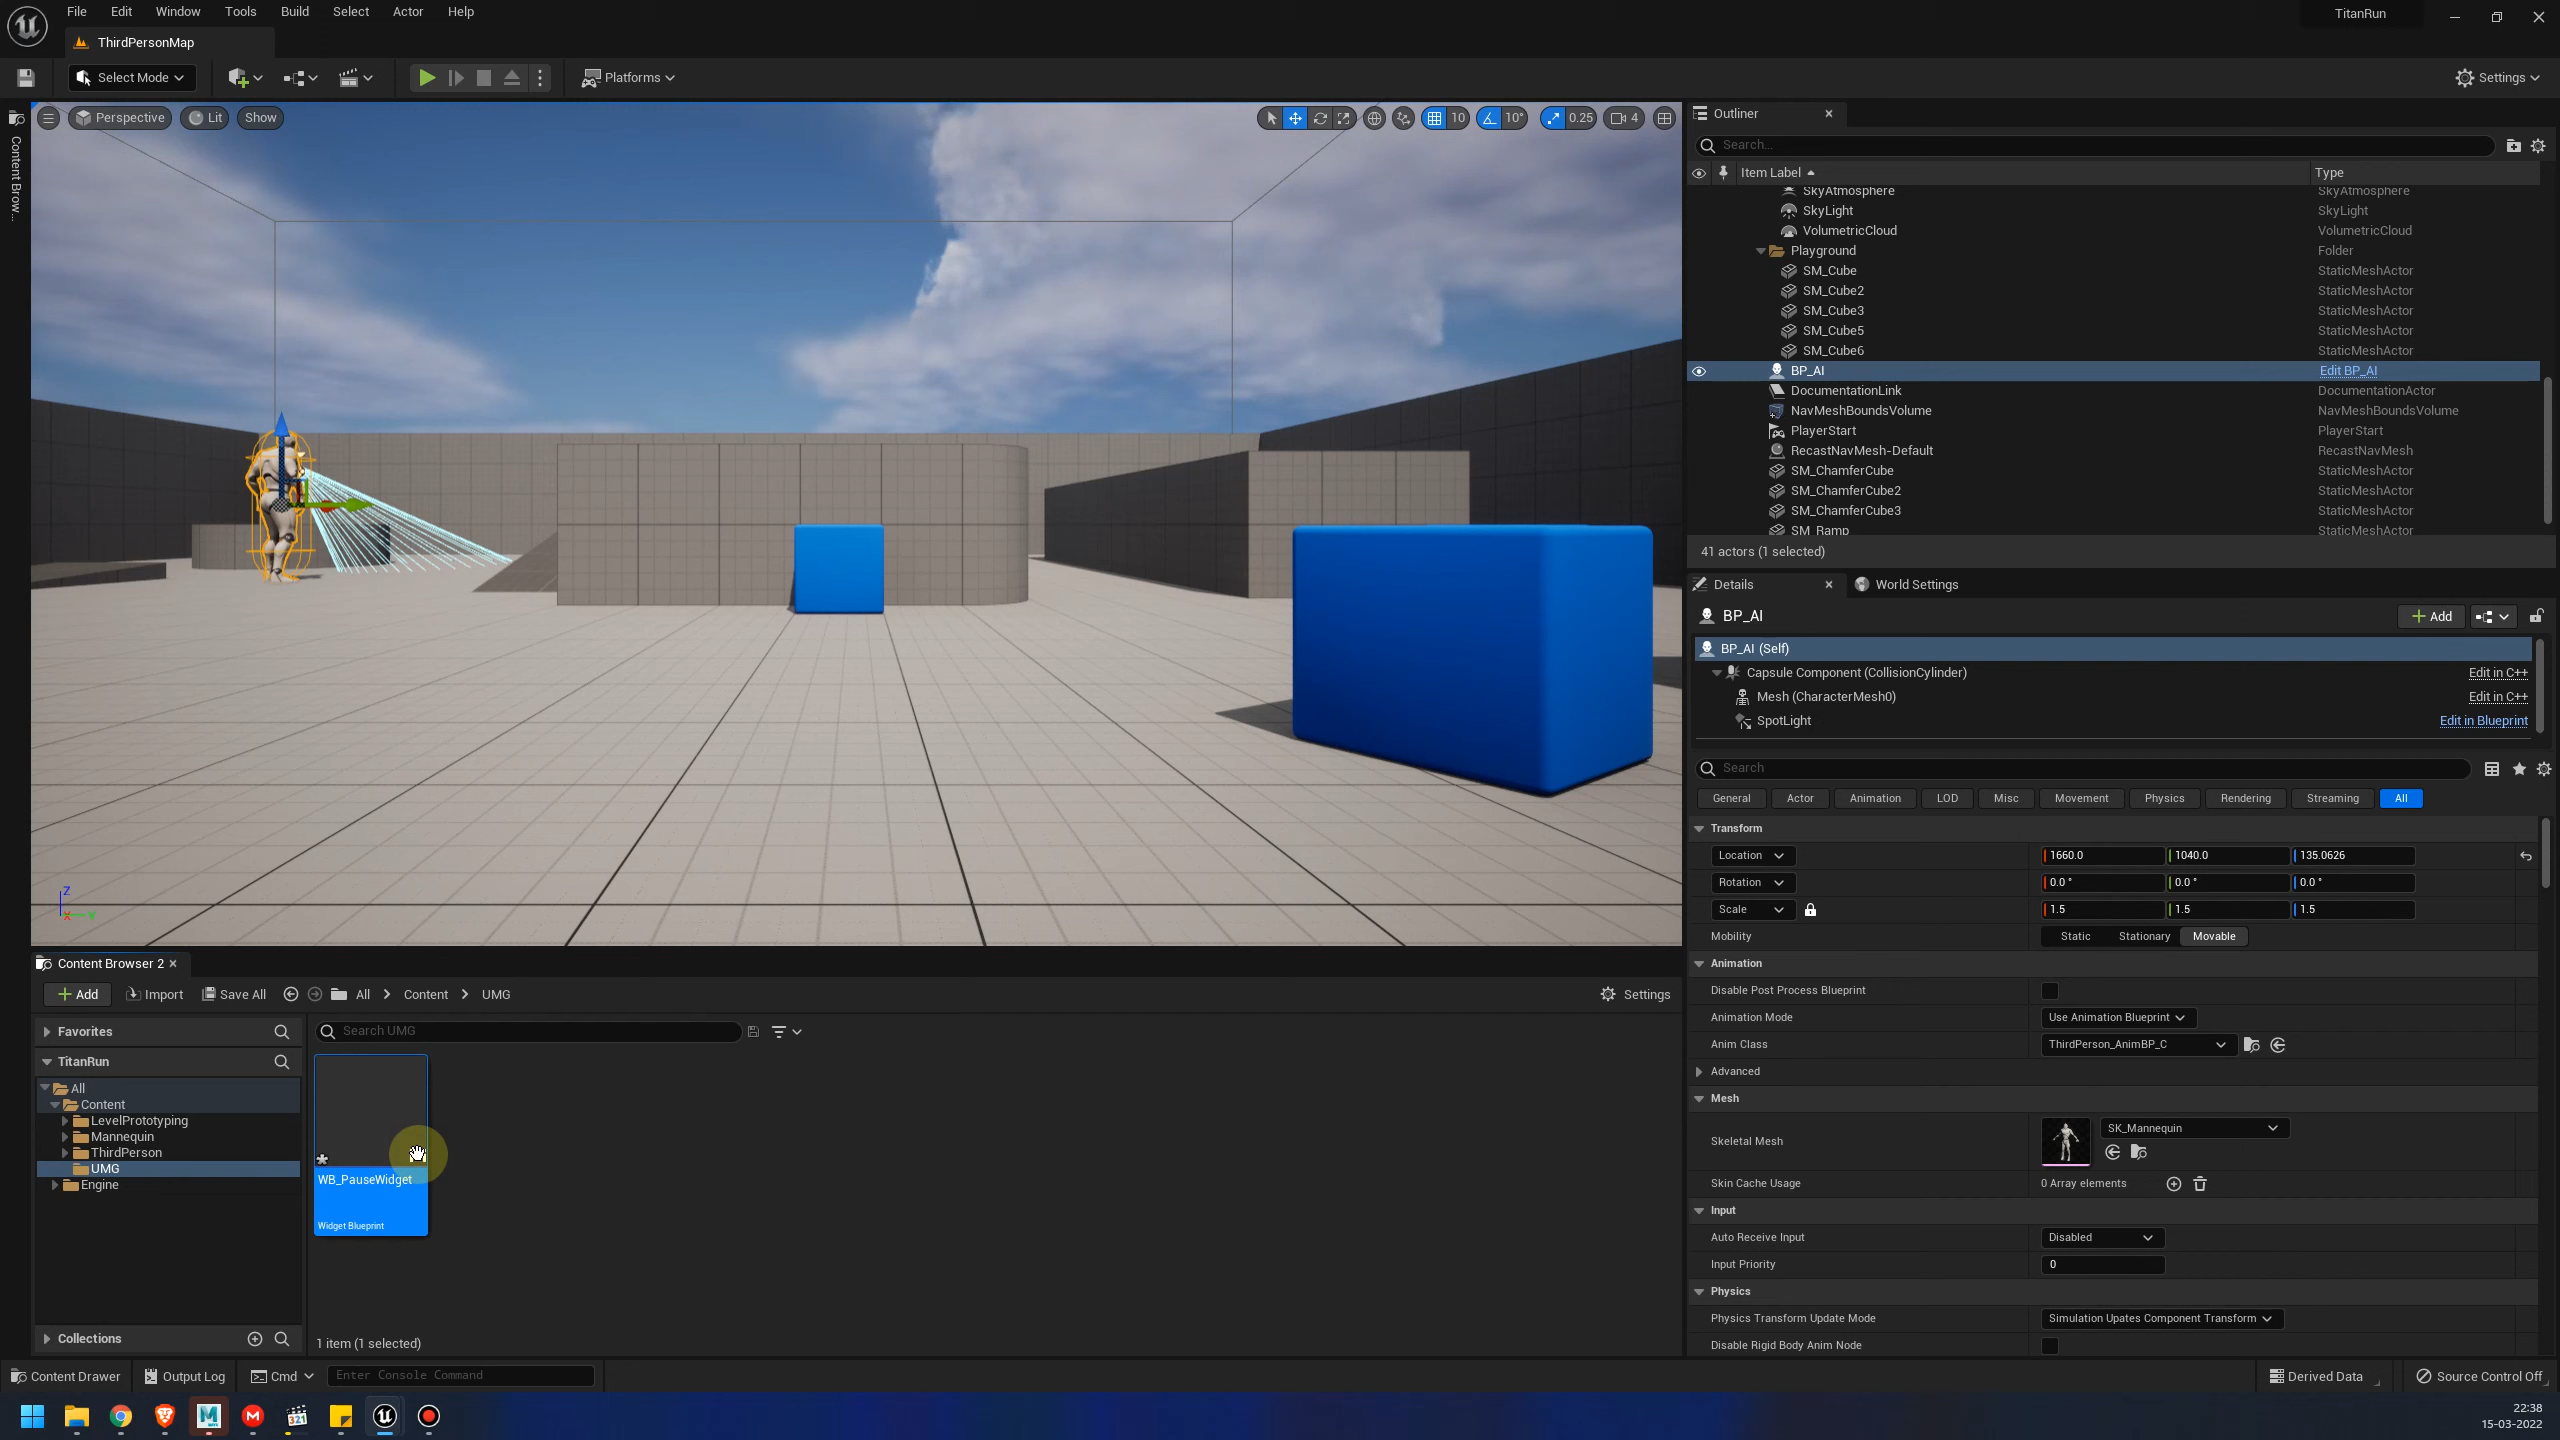 File Edit Window Tools Build Select Actor Help
TitanRun
ThirdPersonMap
Select Mode
Platforms
Settings
Perspective Lit Show
10 10° 0.25 4
Content Brow...
Outliner
Search...
Item Label Type
SkyAtmosphere SkyAtmosphere
SkyLight SkyLight
VolumetricCloud VolumetricCloud
Playground Folder
SM_Cube StaticMeshActor
SM_Cube2 StaticMeshActor
SM_Cube3 StaticMeshActor
SM_Cube5 StaticMeshActor
SM_Cube6 StaticMeshActor
BP_AI Edit BP_AI
DocumentationLink DocumentationActor
NavMeshBoundsVolume NavMeshBoundsVolume
PlayerStart PlayerStart
RecastNavMesh-Default RecastNavMesh
SM_ChamferCube StaticMeshActor
SM_ChamferCube2 StaticMeshActor
SM_ChamferCube3 StaticMeshActor
SM_Ramp StaticMeshActor
41 actors (1 selected)
Details World Settings
BP_AI
Add
BP_AI (Self)
Capsule Component (CollisionCylinder) Edit in C++
Mesh (CharacterMesh0) Edit in C++
SpotLight Edit in Blueprint
Search
General Actor Animation LOD Misc Movement Physics Rendering Streaming All
Transform
Location 1660.0 1040.0 135.0626
Rotation 0.0 ° 0.0 ° 0.0 °
Scale 1.5 1.5 1.5
Mobility Static Stationary Movable
Animation
Disable Post Process Blueprint
Animation Mode Use Animation Blueprint
Anim Class ThirdPerson_AnimBP_C
Advanced
Mesh
Skeletal Mesh SK_Mannequin
Skin Cache Usage 0 Array elements
Input
Auto Receive Input Disabled
Input Priority 0
Physics
Physics Transform Update Mode Simulation Upates Component Transform
Disable Rigid Body Anim Node
Z
X Y
Content Browser 2
Add Import Save All All Content UMG Settings
Favorites
Search UMG
TitanRun
All
Content
LevelPrototyping
Mannequin
ThirdPerson
UMG
Engine
WB_PauseWidget
Widget Blueprint
Collections
1 item (1 selected)
Content Drawer Output Log Cmd Enter Console Command
Derived Data Source Control Off
M
321
22:38
15-03-2022